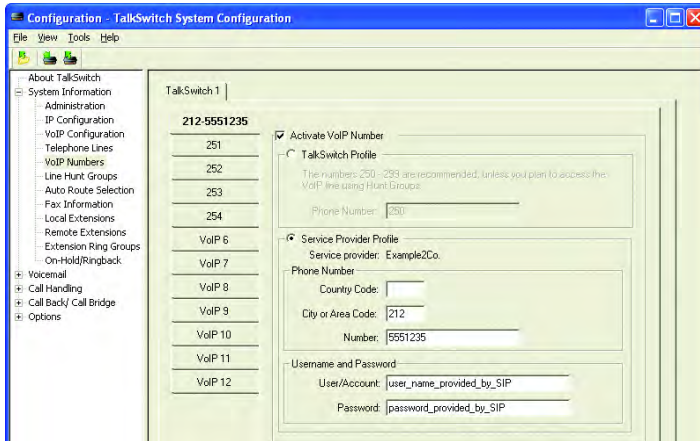 Configuration - TalkSwitch System Configuration
File View Tools Help
About TalkSwitch
System Information
Administration
IP Configuration
VoIP Configuration
Telephone Lines
VoIP Numbers
Line Hunt Groups
Auto Route Selection
Fax Information
Local Extensions
Remote Extensions
Extension Ring Groups
On-Hold/Ringback
Voicemail
Call Handling
Call Back/ Call Bridge
Options
TalkSwitch 1
212-5551235
251
252
253
254
VoIP 6
VoIP 7
VoIP 8
VoIP 9
VoIP 10
VoIP 11
VoIP 12
Activate VoIP Number
TalkSwitch Profile
The numbers 250 - 299 are recommended, unless you plan to access the
VoIP line using Hunt Groups.
Phone Number: 250
Service Provider Profile
Service provider: Example2Co.
Phone Number
Country Code:
City or Area Code: 212
Number: 5551235
Username and Password
User/Account: user_name_provided_by_SIP
Password: password_provided_by_SIP